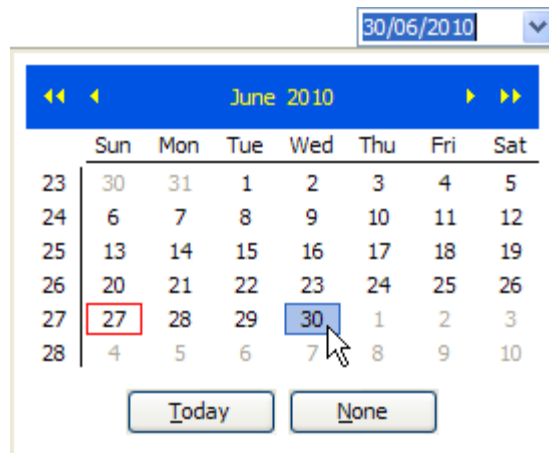 30/06/2010
June 2010
Sun Mon Tue Wed Thu Fri Sat
23 30 31 1 2 3 4 5
24 6 7 8 9 10 11 12
25 13 14 15 16 17 18 19
26 20 21 22 23 24 25 26
27 27 28 29 30 1 2 3
28 4 5 6 7 8 9 10
Today None